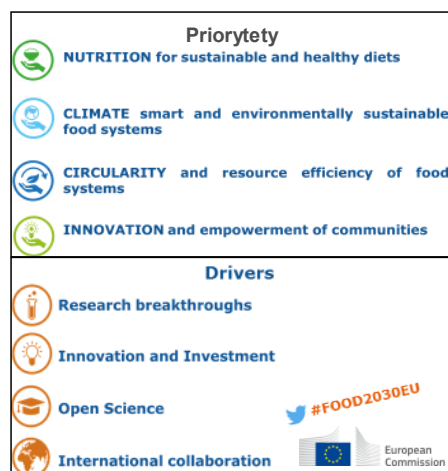 Priorytety
NUTRITION for sustainable and healthy diets
CLIMATE smart and environmentally sustainable
food systems
CIRCULARITY and resource efficiency of food
systems
INNOVATION and empowerment of communities
Drivers
Research breakthroughs
Innovation and Investment
Open Science
#FOOD2030EU
International collaboration
European
Commission